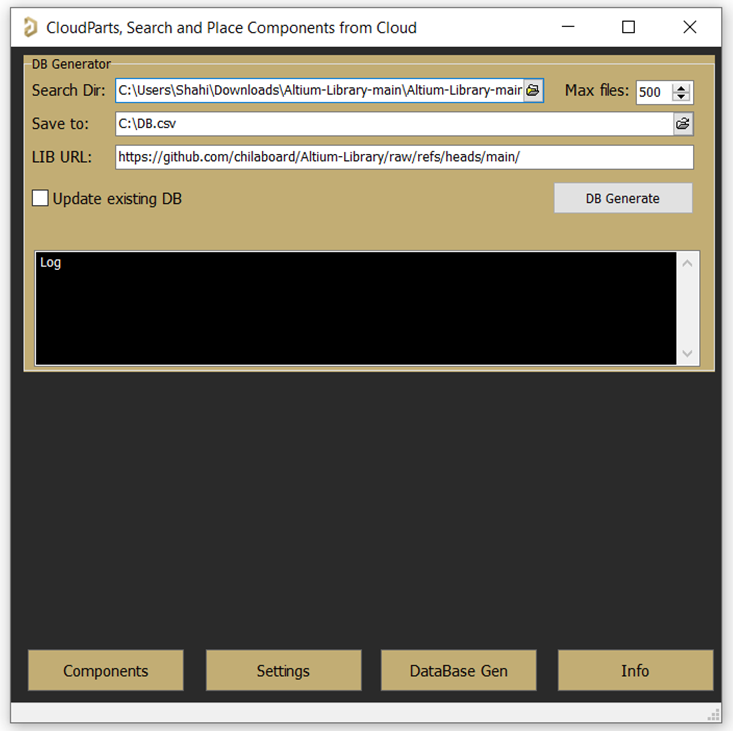 CloudParts, Search and Place Components from Cloud
DB Generator
Search Dir: C:\Users\Shahi\Downloads\Altium-Library-main\Altium-Library-mair Max files: 500
Save to: C:\DB.csv
LIB URL: https://github.com/chilaboard/Altium-Library/raw/refs/heads/main/
Update existing DB DB Generate
Log
Components Settings DataBase Gen Info